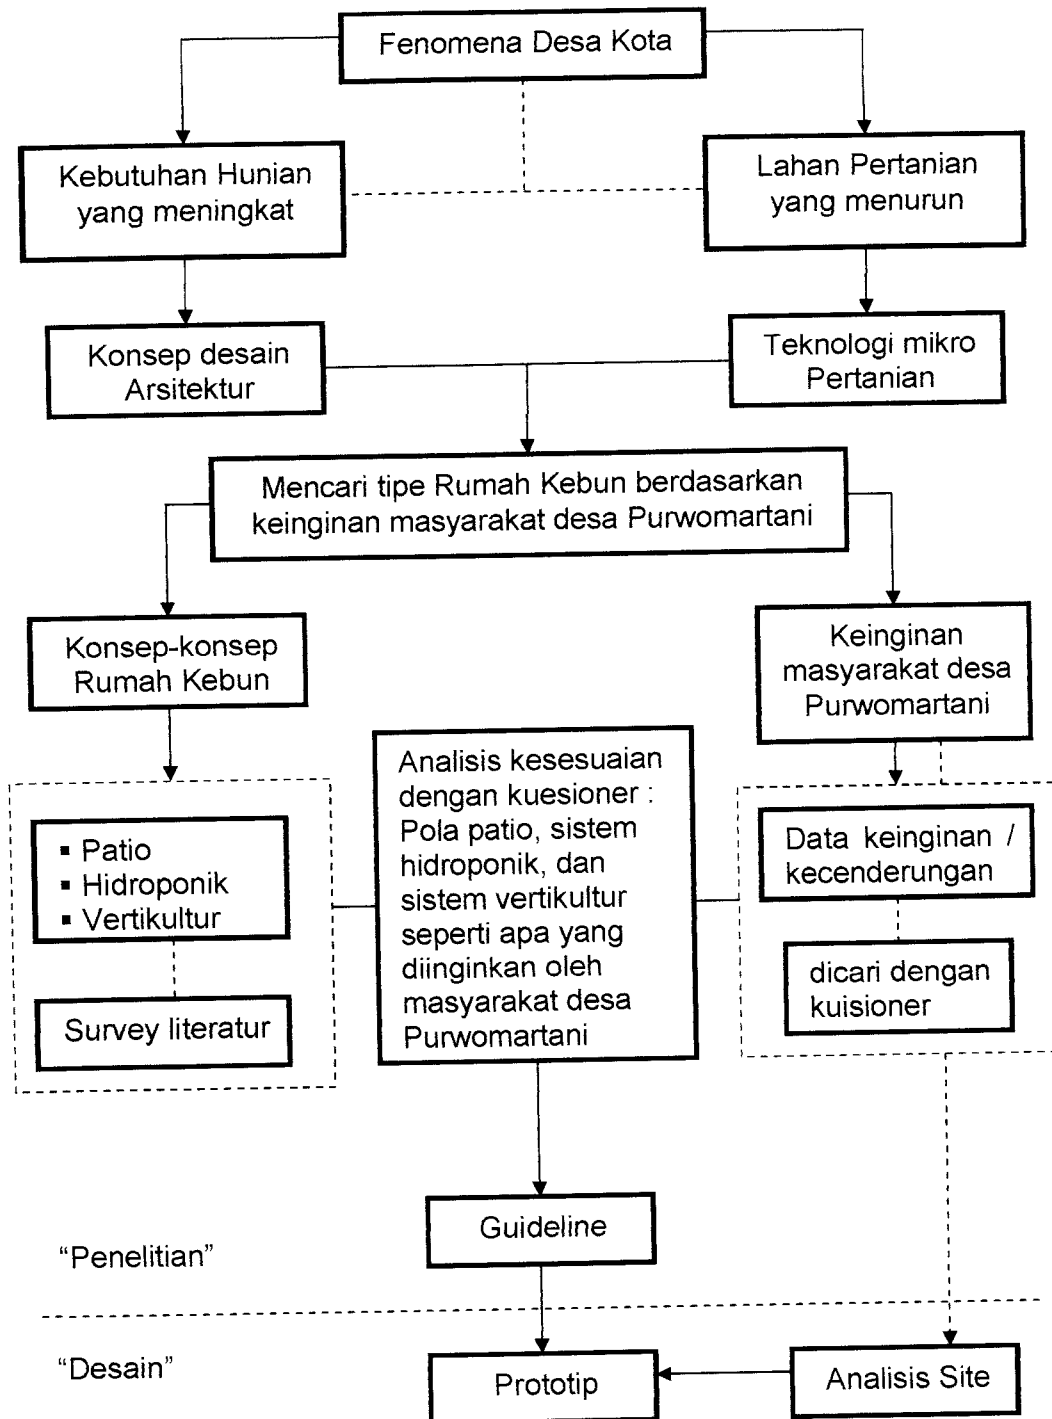 Fenomena Desa Kota
Kebutuhan Hunian
yang meningkat
Lahan Pertanian
yang menurun
Konsep desain
Arsitektur
Teknologi mikro
Pertanian
Mencari tipe Rumah Kebun berdasarkan
keinginan masyarakat desa Purwomartani
Konsep-konsep
Rumah Kebun
Keinginan
masyarakat desa
Purwomartani
▪ Patio
▪ Hidroponik
▪ Vertikultur
Survey literatur
Analisis kesesuaian
dengan kuesioner :
Pola patio, sistem
hidroponik, dan
sistem vertikultur
seperti apa yang
diinginkan oleh
masyarakat desa
Purwomartani
Data keinginan /
kecenderungan
dicari dengan
kuisioner
Guideline
“Penelitian”
“Desain”
Prototip
Analisis Site